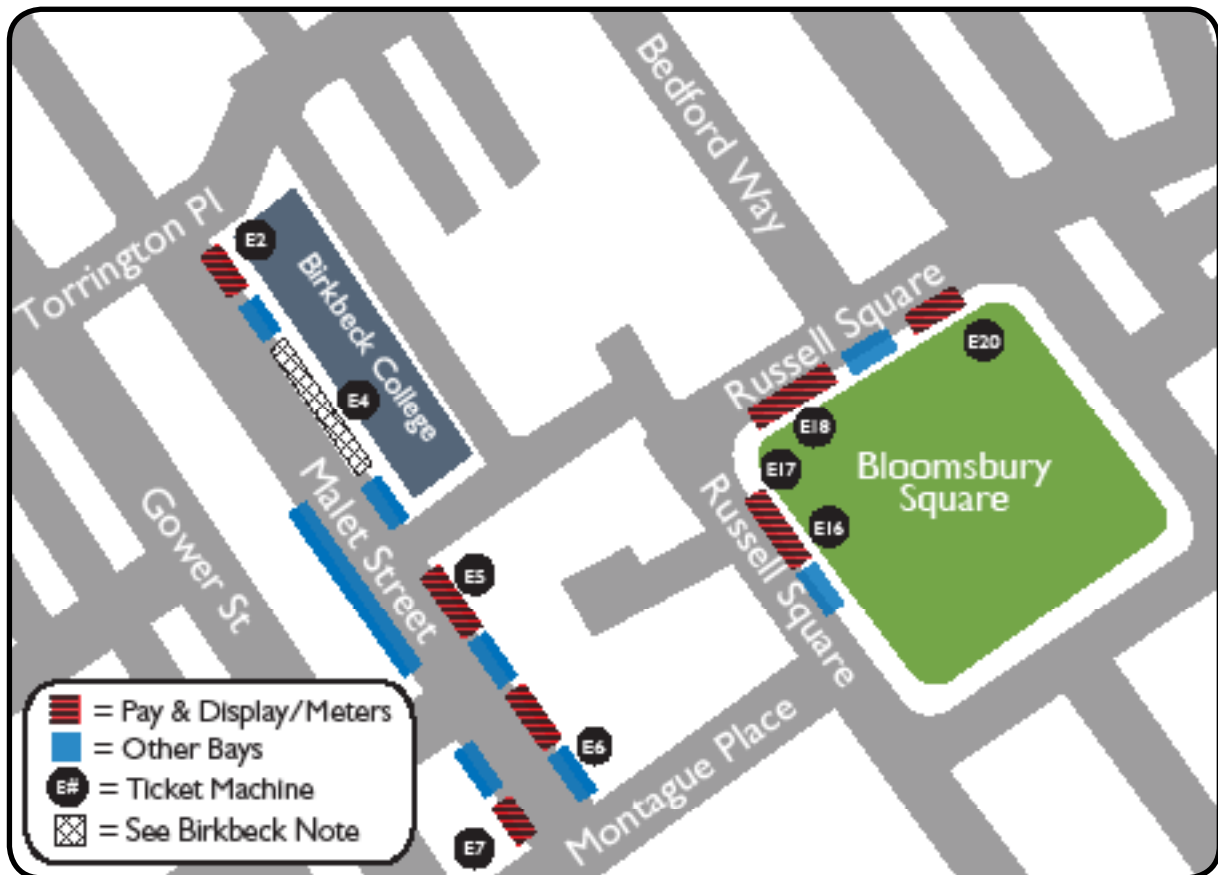 Bedford Way
Torrington Pl
E2
Birkbeck College
Russell Square
E20
E4
E18
E17
Bloomsbury
Square
E16
Malet Street
Gower St
Russell Square
E5
E6
Montague Place
E7
= Pay & Display/Meters
= Other Bays
E# = Ticket Machine
= See Birkbeck Note